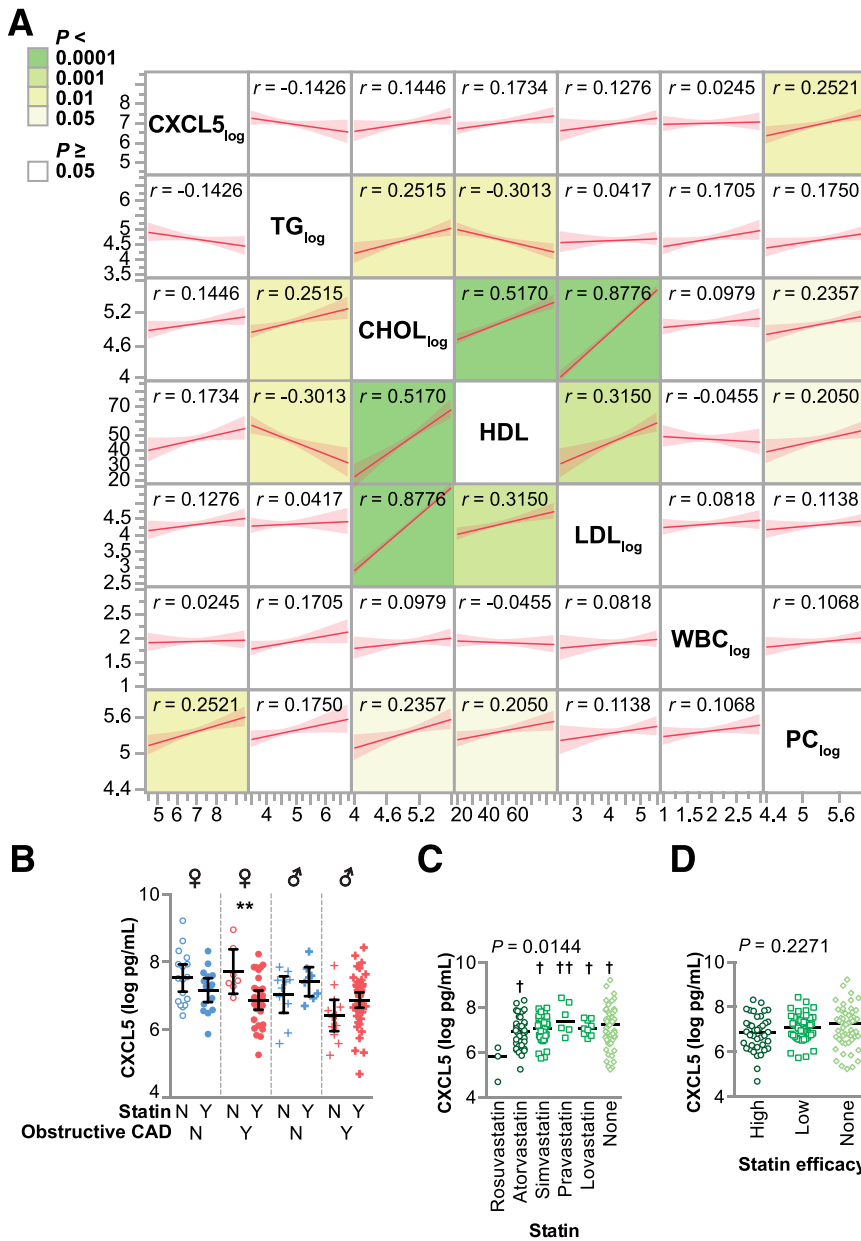 A
P <
0.0001
0.001
0.01
0.05
P ≥
0.05
CXCL5log r = -0.1426 r = 0.1446 r = 0.1734 r = 0.1276 r = 0.0245 r = 0.2521
8
7
6
5
r = -0.1426 TGlog r = 0.2515 r = -0.3013 r = 0.0417 r = 0.1705 r = 0.1750
6
5
4.5
4
3.5
r = 0.1446 r = 0.2515 CHOLlog r = 0.5170 r = 0.8776 r = 0.0979 r = 0.2357
5.2
4.6
4
r = 0.1734 r = -0.3013 r = 0.5170 HDL r = 0.3150 r = -0.0455 r = 0.2050
70
50
40
30
20
r = 0.1276 r = 0.0417 r = 0.8776 r = 0.3150 LDLlog r = 0.0818 r = 0.1138
4.5
4
3.5
3
2.5
r = 0.0245 r = 0.1705 r = 0.0979 r = -0.0455 r = 0.0818 WBClog r = 0.1068
2.5
2
1.5
1
r = 0.2521 r = 0.1750 r = 0.2357 r = 0.2050 r = 0.1138 r = 0.1068 PClog
5.6
5
4.4
5 6 7 8 4 5 6 4 4.6 5.2 20 40 60 3 4 5 1 1.5 2 2.5 4.4 5 5.6
B
♀ ♀ ♂ ♂
**
CXCL5 (log pg/mL)
10
8
6
4
Statin N Y N Y N Y N Y
Obstructive CAD N Y N Y
C
P = 0.0144
† † †† † †
CXCL5 (log pg/mL)
10
8
6
4
Rosuvastatin
Atorvastatin
Simvastatin
Pravastatin
Lovastatin
None
Statin
D
P = 0.2271
CXCL5 (log pg/mL)
10
8
6
4
High
Low
None
Statin efficacy